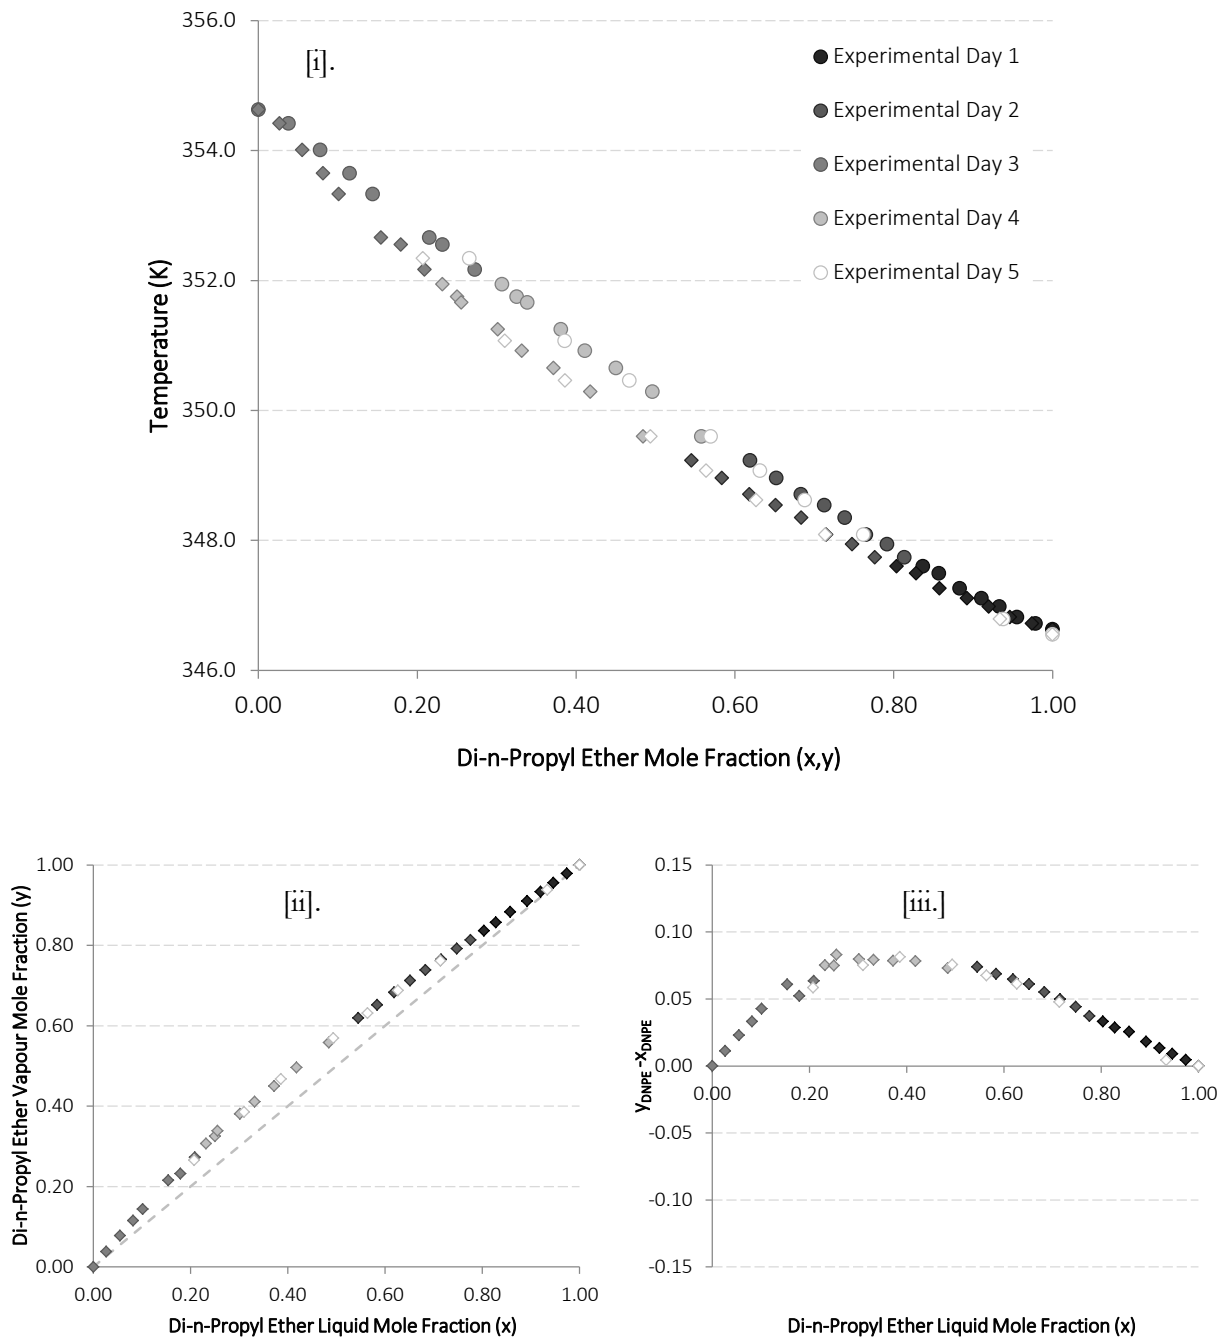 356.0
[i].
Experimental Day 1
Experimental Day 2
354.0
Experimental Day 3
Experimental Day 4
352.0
Experimental Day 5
Temperature (K)
350.0
348.0
346.0
0.00 0.20 0.40 0.60 0.80 1.00
Di-n-Propyl Ether Mole Fraction (x,y)
1.00
[ii].
0.80
0.60
0.40
0.20
0.00
Di-n-Propyl Ether Vapour Mole Fraction (y)
0.00 0.20 0.40 0.60 0.80 1.00
Di-n-Propyl Ether Liquid Mole Fraction (x)
0.15
[iii.]
0.10
0.05
0.00
-0.05
-0.10
-0.15
yDNPE -xDNPE
0.00 0.20 0.40 0.60 0.80 1.00
Di-n-Propyl Ether Liquid Mole Fraction (x)